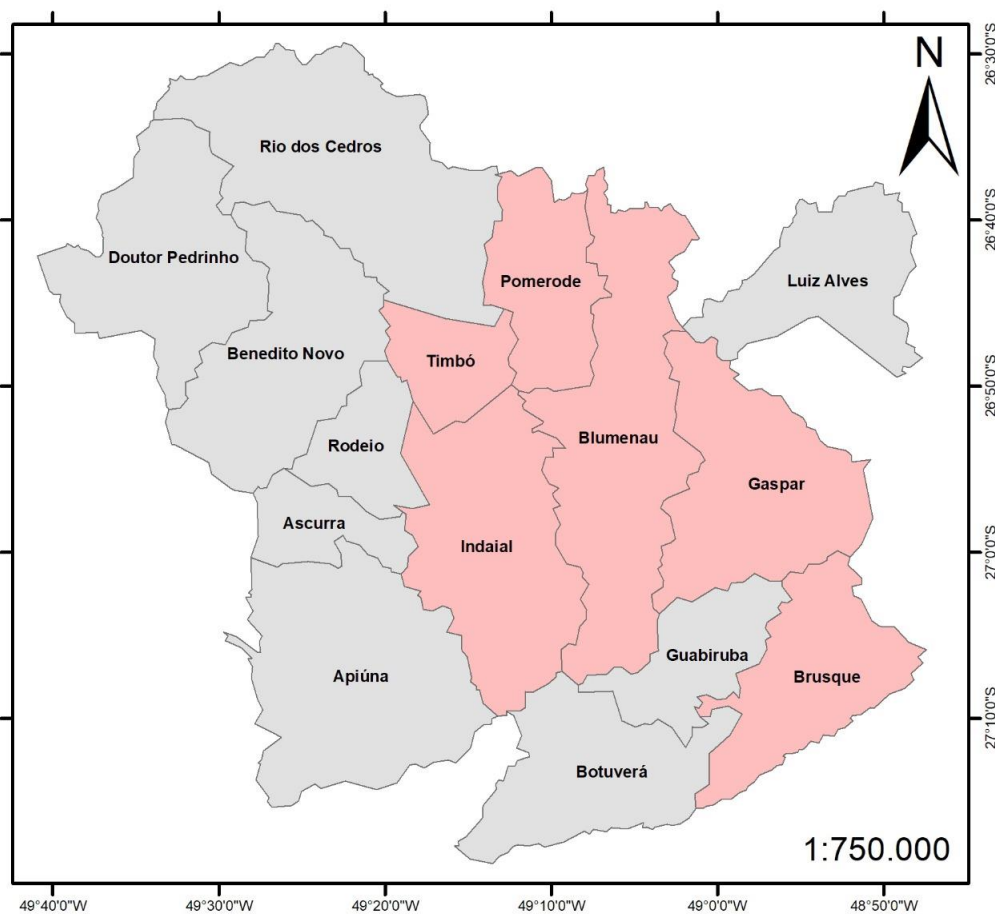 N
Rio dos Cedros
Doutor Pedrinho
Pomerode
Luiz Alves
Benedito Novo
Timbó
Rodeio
Blumenau
Gaspar
Ascurra
Indaial
Guabiruba
Apiúna
Brusque
Botuverá
1:750.000
26°30'0"S
26°40'0"S
26°50'0"S
27°0'0"S
27°10'0"S
49°40'0"W
49°30'0"W
49°20'0"W
49°10'0"W
49°0'0"W
48°50'0"W